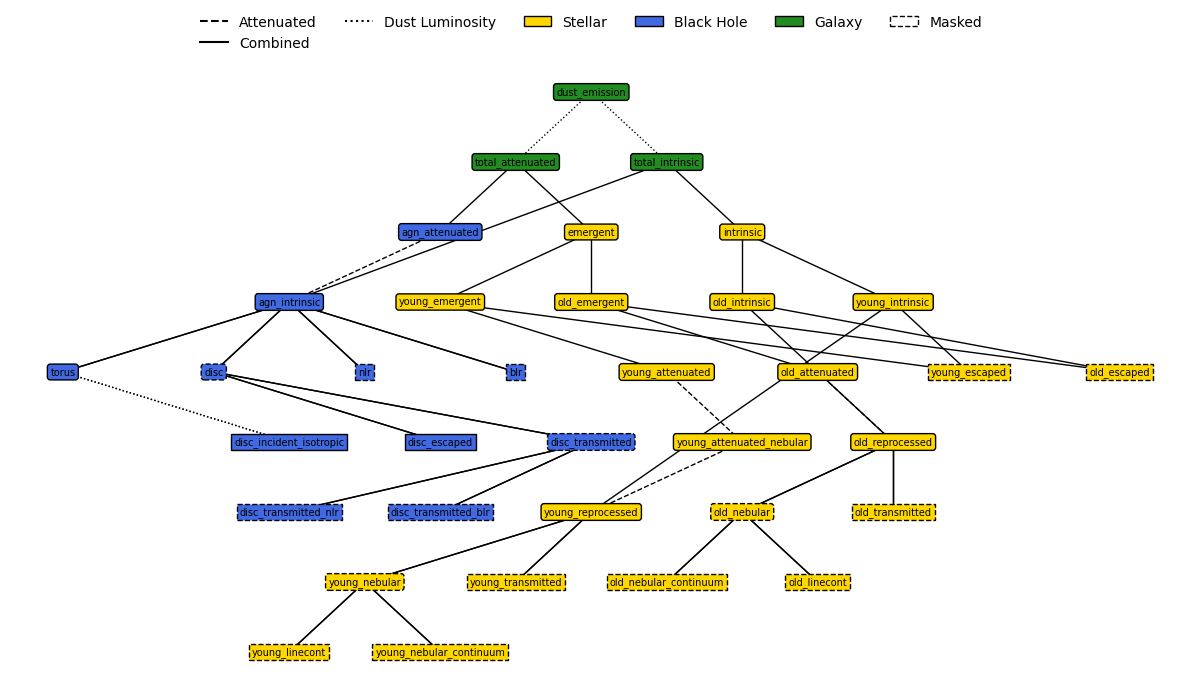 Attenuated Dust Luminosity Stellar Black Hole Galaxy Masked
Combined
dust_emission
total_attenuated total_intrinsic
agn_attenuated emergent intrinsic
agn_intrinsic young_emergent old_emergent old_intrinsic young_intrinsic
torus disc nlr blr young_attenuated old_attenuated young_escaped old_escaped
disc_incident_isotropic disc_escaped disc_transmitted young_attenuated_nebular old_reprocessed
disc_transmitted_nlr disc_transmitted_blr young_reprocessed old_nebular old_transmitted
young_nebular young_transmitted old_nebular_continuum old_linecont
young_linecont young_nebular_continuum